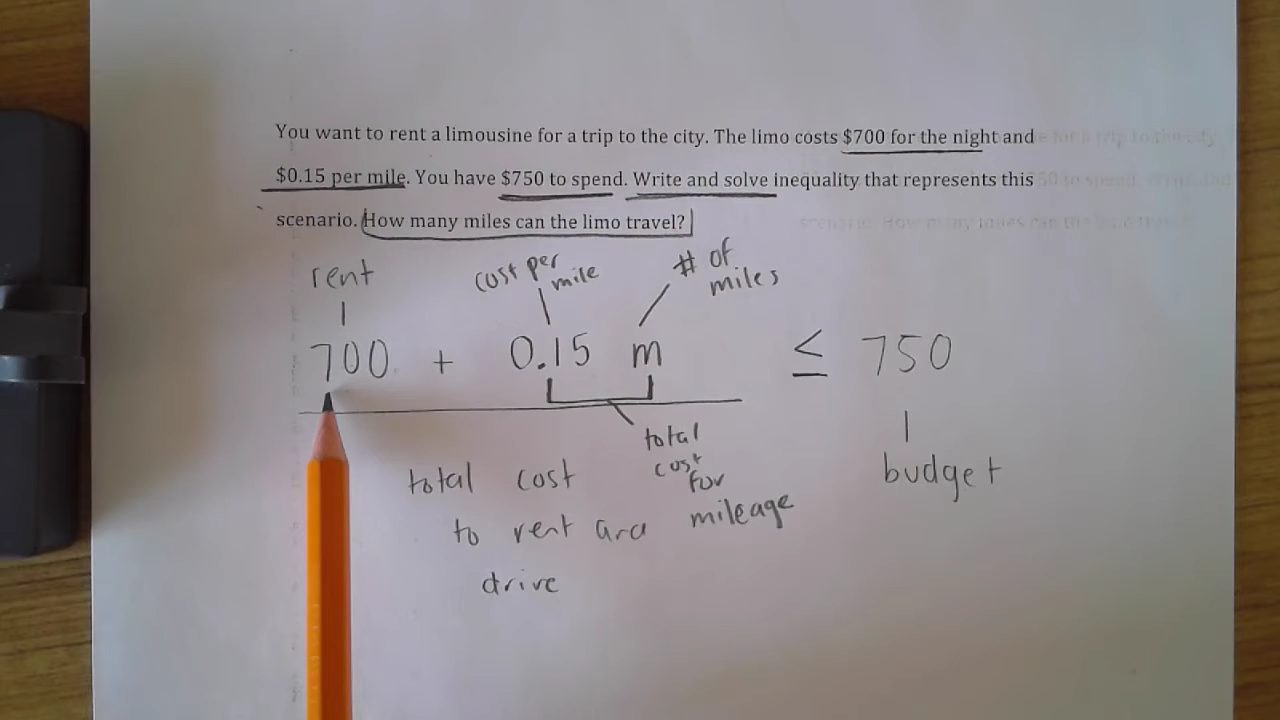 You want to rent a limousine for a trip to the city. The limo costs $700 for the night and
$0.15 per mile. You have $750 to spend. Write and solve inequality that represents this
scenario. How many miles can the limo travel?
rent
cost per mile
# of miles
700 + 0.15 m ≤ 750
total cost for mileage
total cost
to rent and
drive
budget